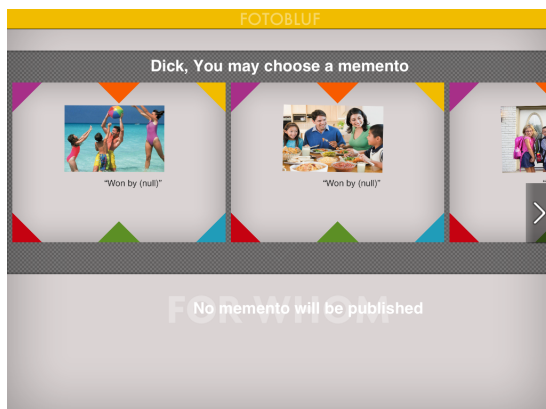 FOTOBLUF
Dick, You may choose a memento
"Won by (null)"
"Won by (null)"
FOR WHOM
No memento will be published